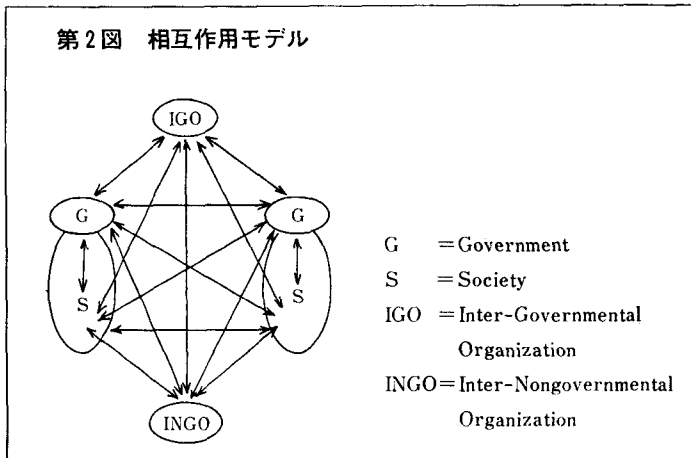 第2図 相互作用モデル
IGO
G
G
S
S
INGO
G =Government
S =Society
IGO =Inter-Governmental
Organization
INGO=Inter-Nongovernmental
Organization